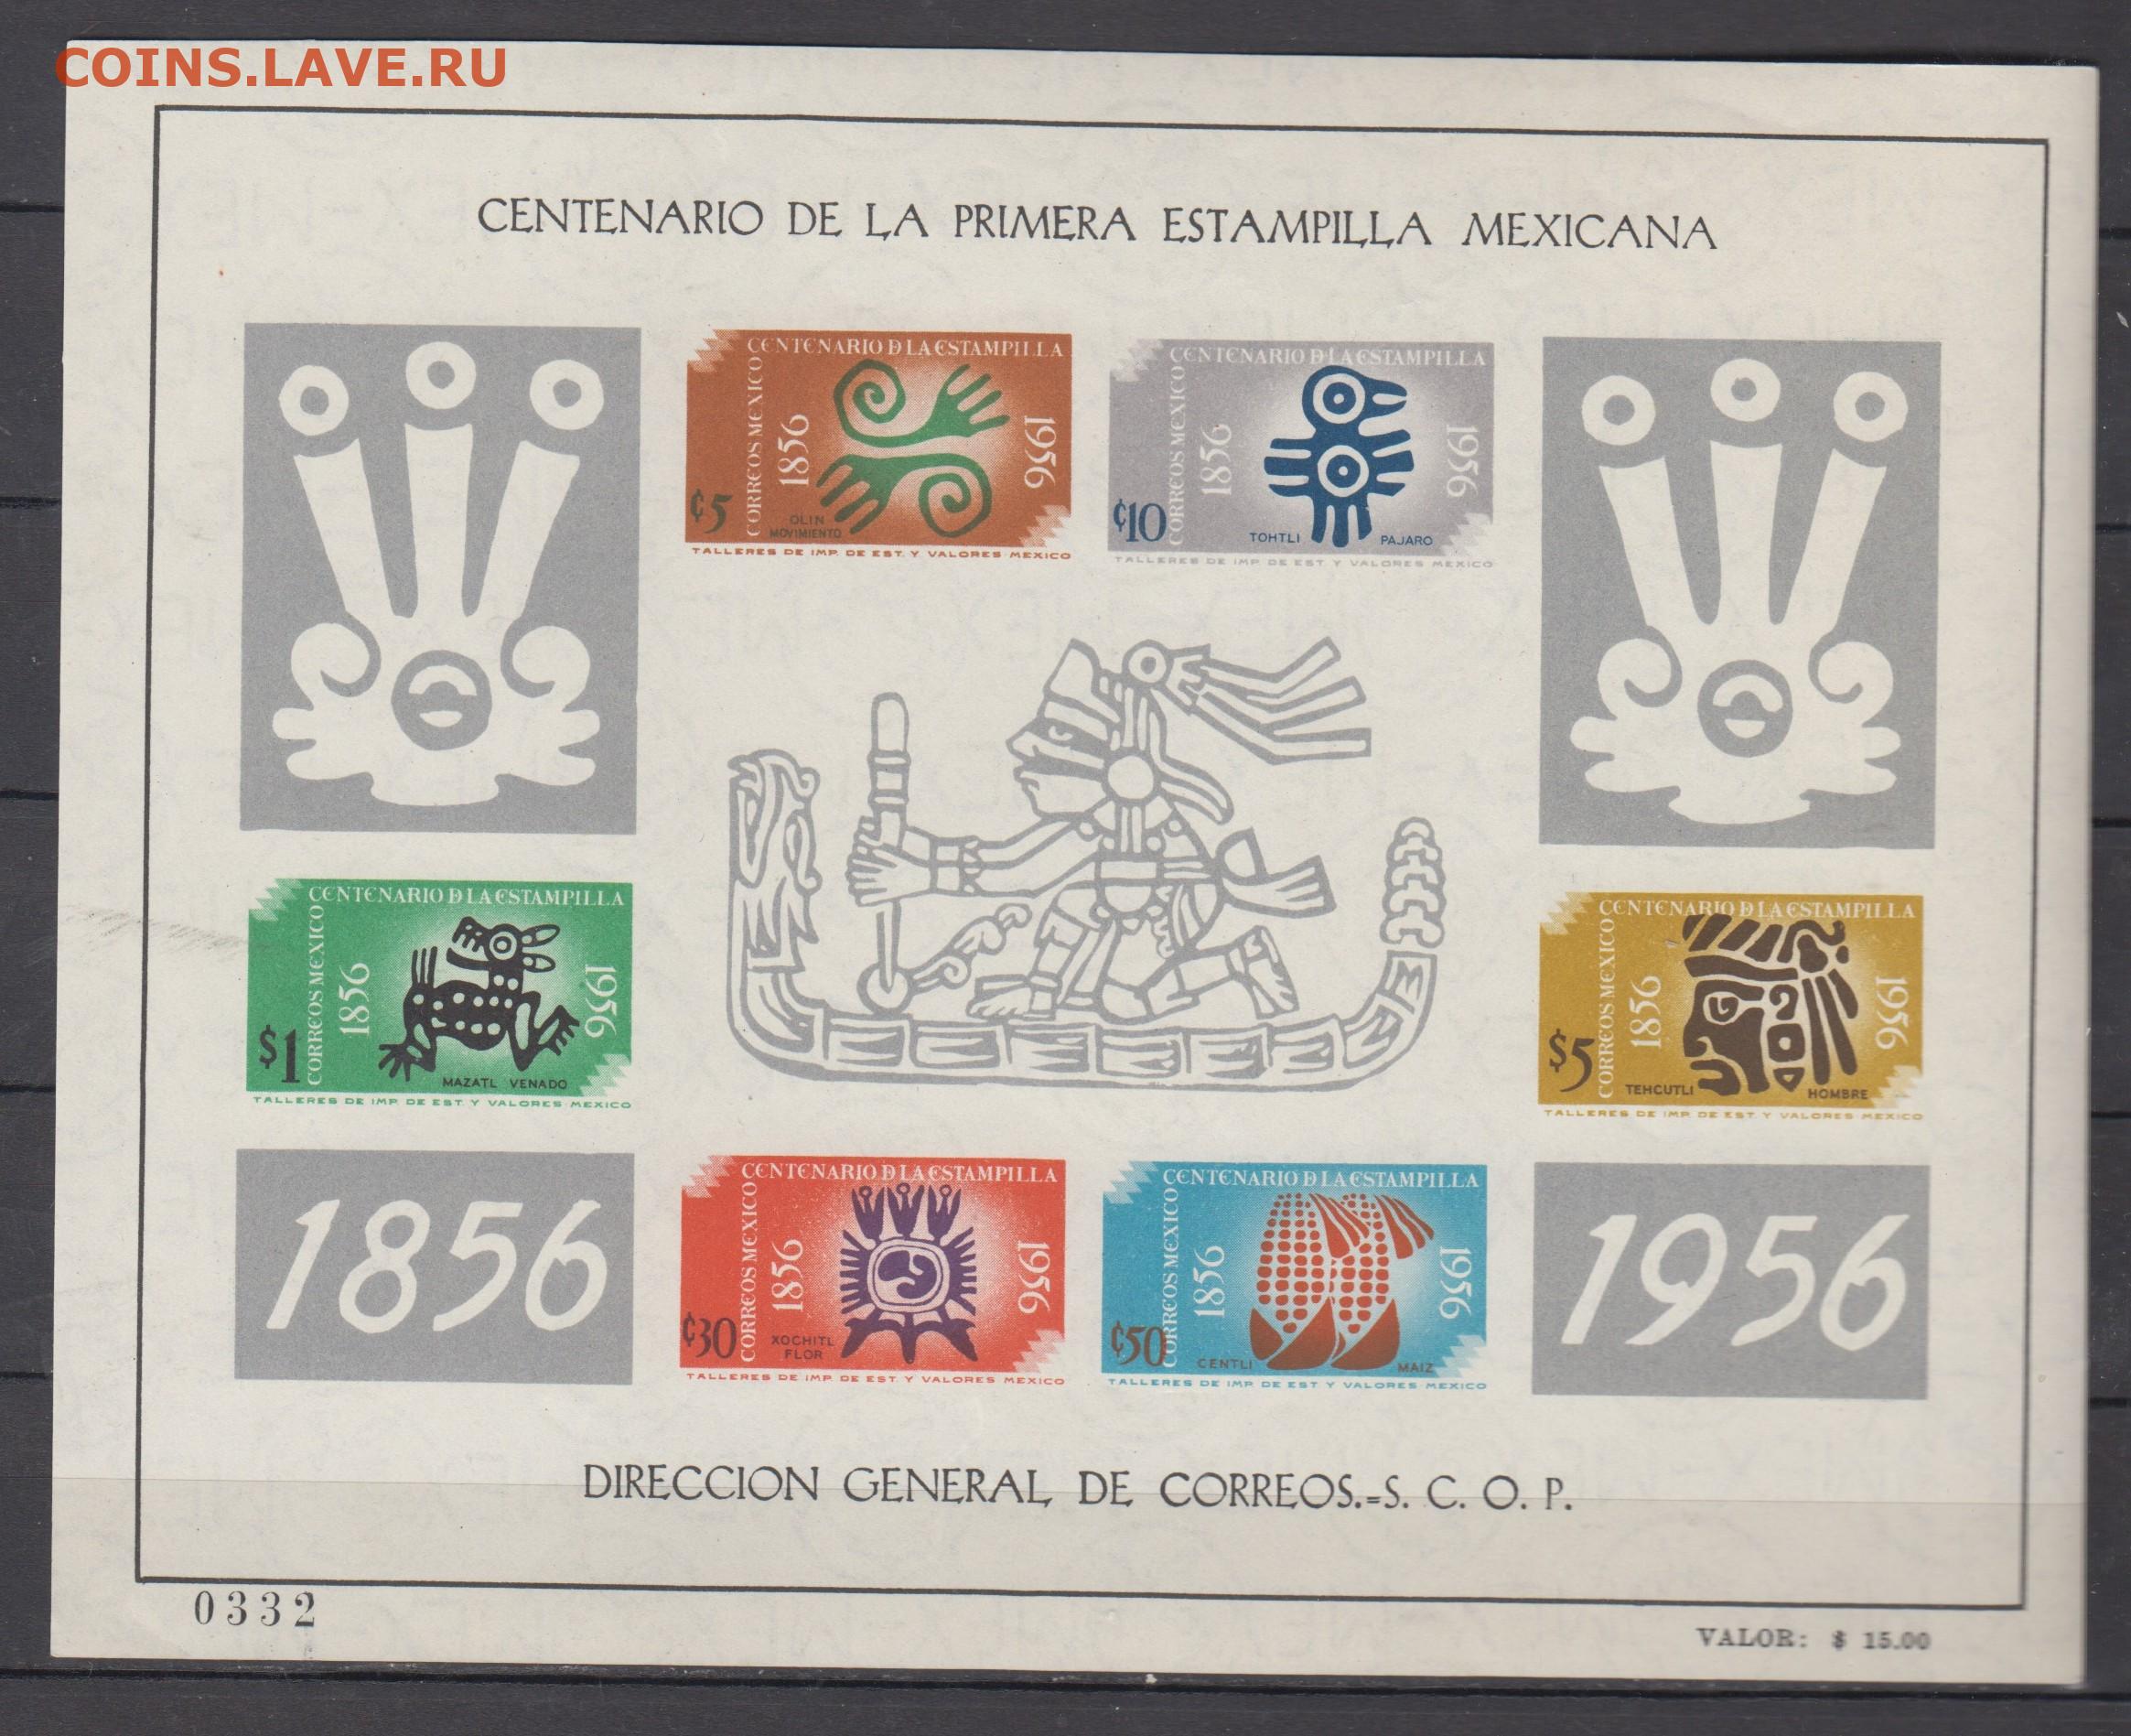 COINS.LAVE.RU
CENTENARIO DE LA PRIMERA ESTAMPILLA MEXICANA
CENTENARIO D LA ESTAMPILLA
CORREOS MEXICO
1856
1956
¢5
OLIN
MOVIMIENTO
TALLERES DE IMP. DE EST. Y VALORES MEXICO
CENTENARIO D LA ESTAMPILLA
CORREOS MEXICO
1856
1956
¢10
TOHTLI PAJARO
TALLERES DE IMP. DE EST. Y VALORES MEXICO
CENTENARIO D LA ESTAMPILLA
CORREOS MEXICO
1856
1956
$1
MAZATL VENADO
TALLERES DE IMP. DE EST. Y VALORES MEXICO
CENTENARIO D LA ESTAMPILLA
CORREOS MEXICO
1856
1956
$5
TEHCUTLI HOMBRE
TALLERES DE IMP. DE EST. Y VALORES MEXICO
1856
CENTENARIO D LA ESTAMPILLA
CORREOS MEXICO
1856
1956
¢30
XOCHITL
FLOR
TALLERES DE IMP. DE EST. Y VALORES MEXICO
CENTENARIO D LA ESTAMPILLA
CORREOS MEXICO
1856
1956
¢50
CENTLI MAIZ
TALLERES DE IMP. DE EST. Y VALORES MEXICO
1956
DIRECCION GENERAL DE CORREOS.=S. C. O. P.
0332
VALOR: $ 15.00